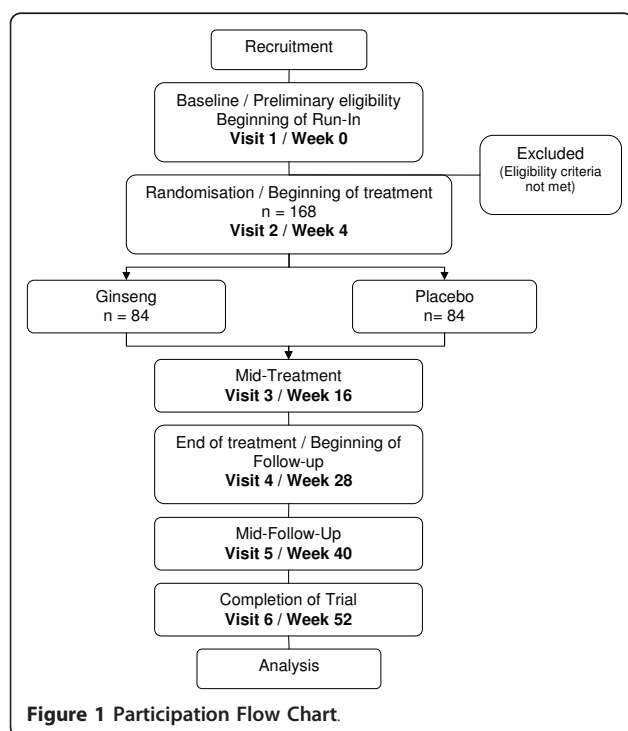 Recruitment
Baseline / Preliminary eligibility
Beginning of Run-In
Visit 1 / Week 0
Excluded
(Eligibility criteria
not met)
Randomisation / Beginning of treatment
n = 168
Visit 2 / Week 4
Ginseng
n = 84
Placebo
n= 84
Mid-Treatment
Visit 3 / Week 16
End of treatment / Beginning of
Follow-up
Visit 4 / Week 28
Mid-Follow-Up
Visit 5 / Week 40
Completion of Trial
Visit 6 / Week 52
Analysis
Figure 1 Participation Flow Chart.